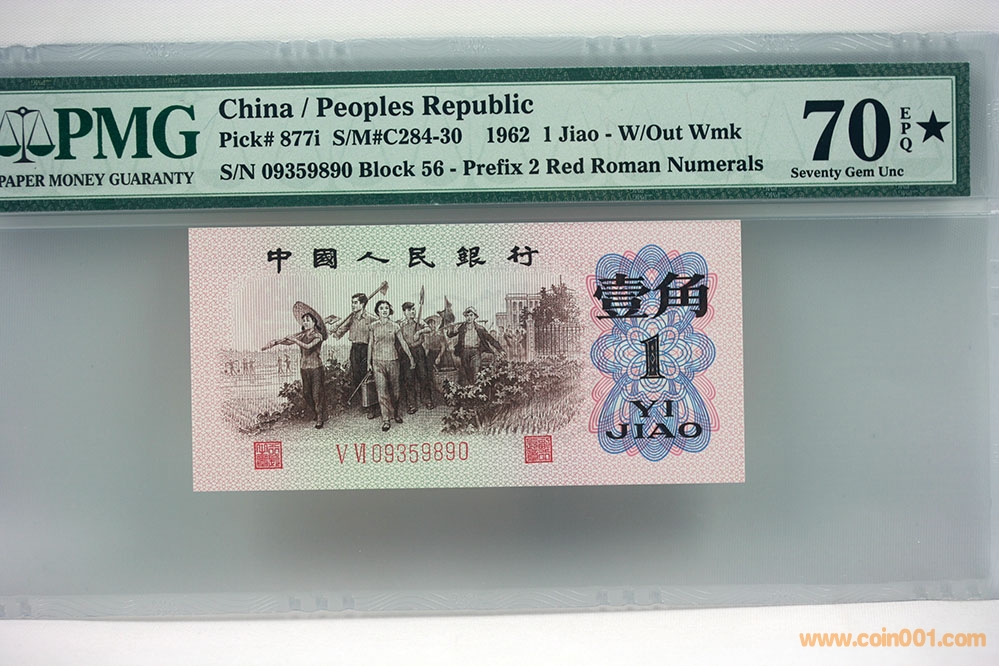 PMG
PAPER MONEY GUARANTY
China / Peoples Republic
Pick# 877i S/M#C284-30 1962 1 Jiao - W/Out Wmk
S/N 09359890 Block 56 - Prefix 2 Red Roman Numerals
70 EPQ★
Seventy Gem Unc
中國人民銀行
壹角
1
YI
JIAO
V VI 09359890
www.coin001.com